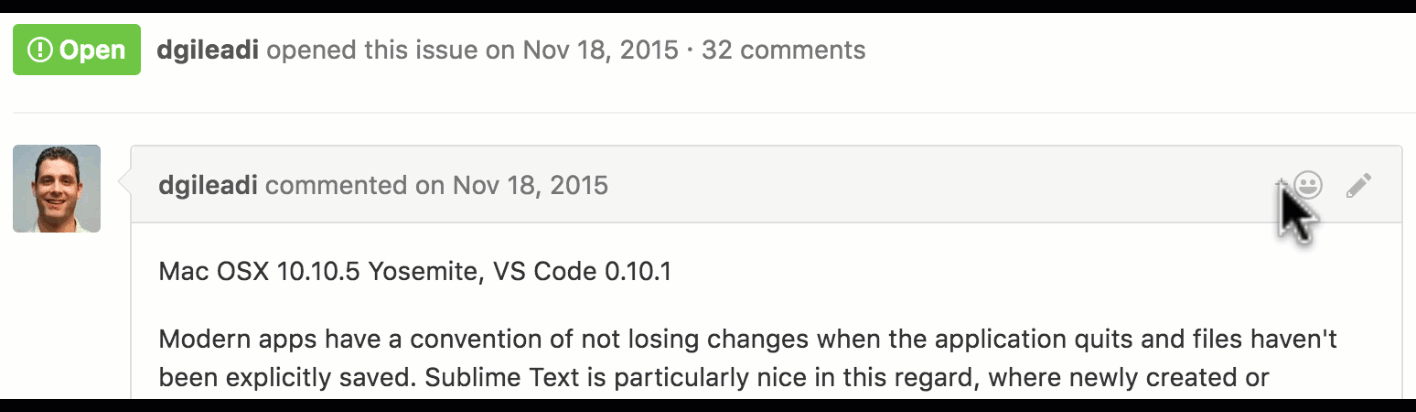 Open dgileadi opened this issue on Nov 18, 2015 · 32 comments
dgileadi commented on Nov 18, 2015
Mac OSX 10.10.5 Yosemite, VS Code 0.10.1
Modern apps have a convention of not losing changes when the application quits and files haven't
been explicitly saved. Sublime Text is particularly nice in this regard, where newly created or